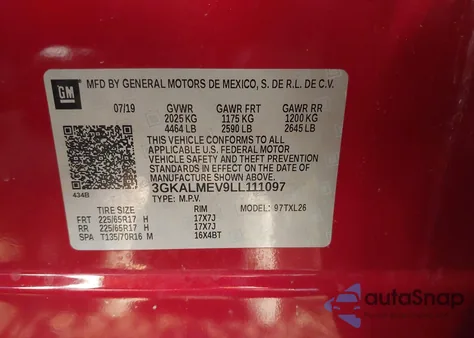 GM
MFD BY GENERAL MOTORS DE MEXICO, S. DE R.L. DE C.V.
07/19 GVWR GAWR FRT GAWR RR
2025 KG 1175 KG 1200 KG
4464 LB 2590 LB 2645 LB
THIS VEHICLE CONFORMS TO ALL
APPLICABLE U.S. FEDERAL MOTOR
VEHICLE SAFETY AND THEFT PREVENTION
STANDARDS IN EFFECT ON THE DATE
OF MANUFACTURE SHOWN ABOVE.
434B 3GKALMEV9LL111097
TYPE: M.P.V. 97TXL26
TIRE SIZE RIM
FRT 225/65R17 H 17X7J
RR 225/65R17 H 17X7J
SPA T135/70R16 M 16X4BT
autoSnap